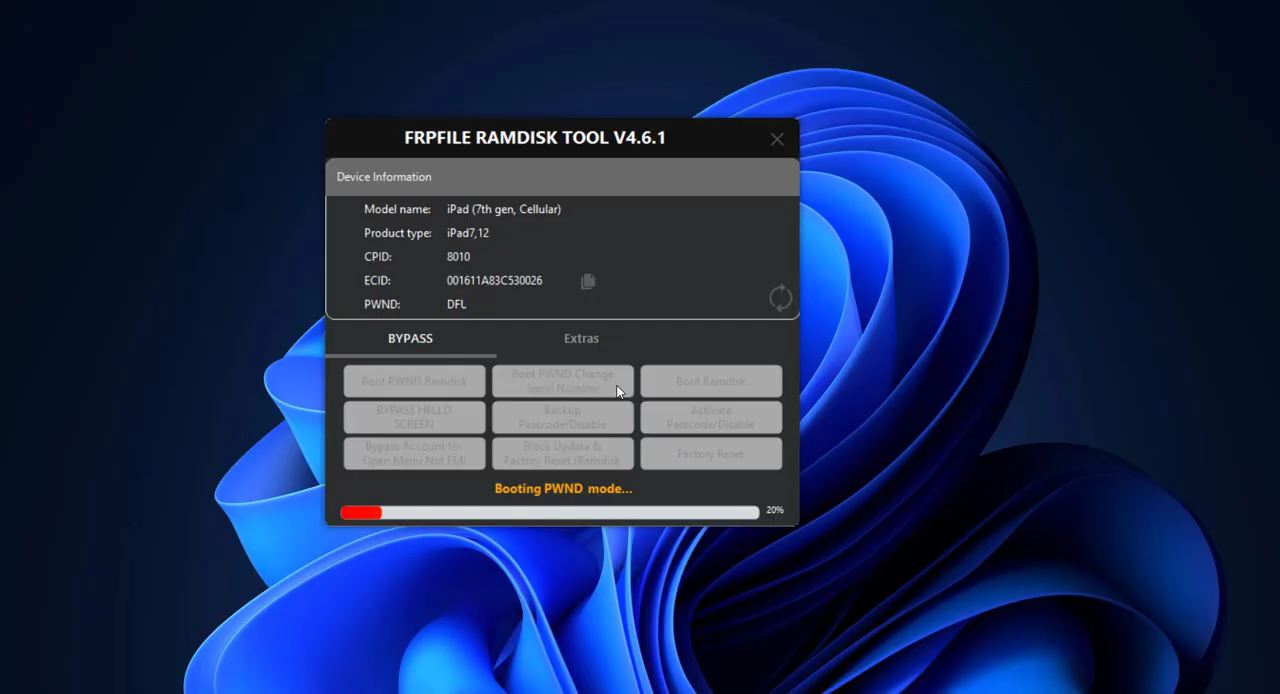 FRPFILE RAMDISK TOOL V4.6.1
Device Information
Model name: iPad (7th gen, Cellular)
Product type: iPad7,12
CPID: 8010
ECID: 001611A83C530026
PWND: DFU
BYPASS Extras
Boot PWND Ramdisk
Boot PWND Change
Serial Number
Boot Ramdisk
BYPASS HELLO
SCREEN
Backup
Passcode/Disable
Activate
Passcode/Disable
Bypass Account for
Open Menu Not FMI
Block Update &
Factory Reset /Ramdisk
Factory Reset
Booting PWND mode...
20%